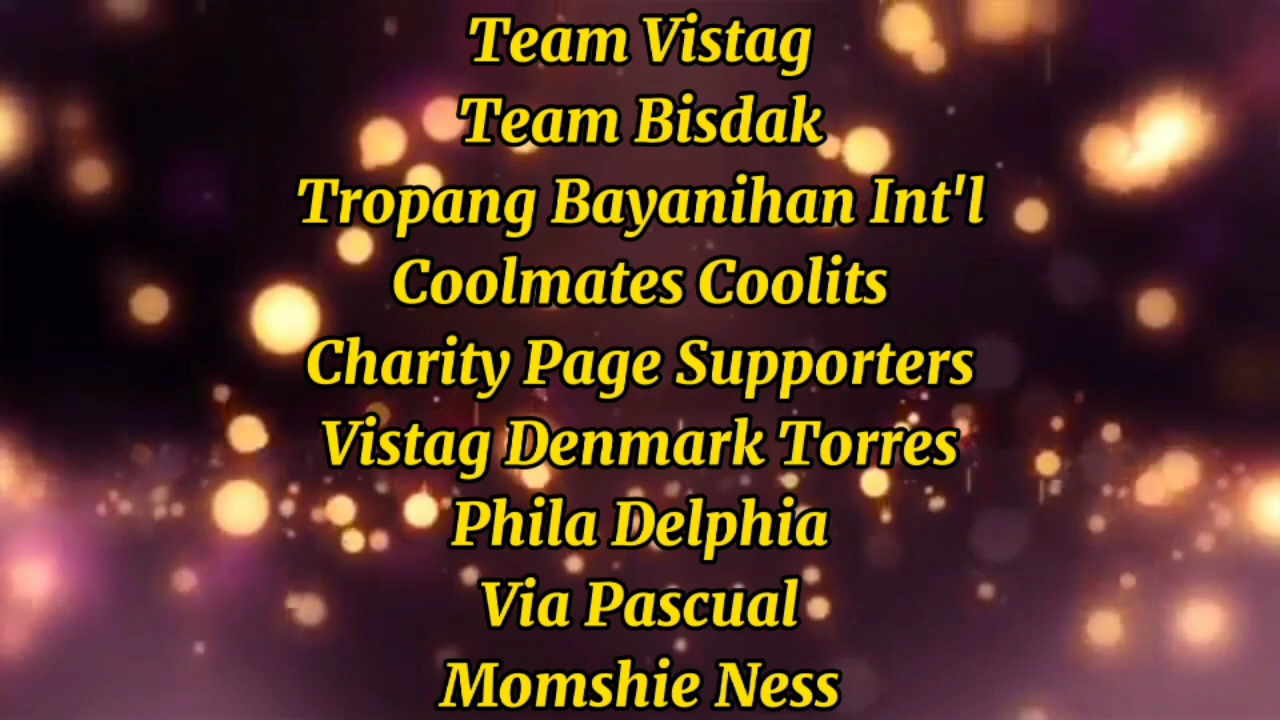 Team Vistag
Team Bisdak
Tropang Bayanihan Int'l
Coolmates Coolits
Charity Page Supporters
Vistag Denmark Torres
Phila Delphia
Via Pascual
Momshie Ness